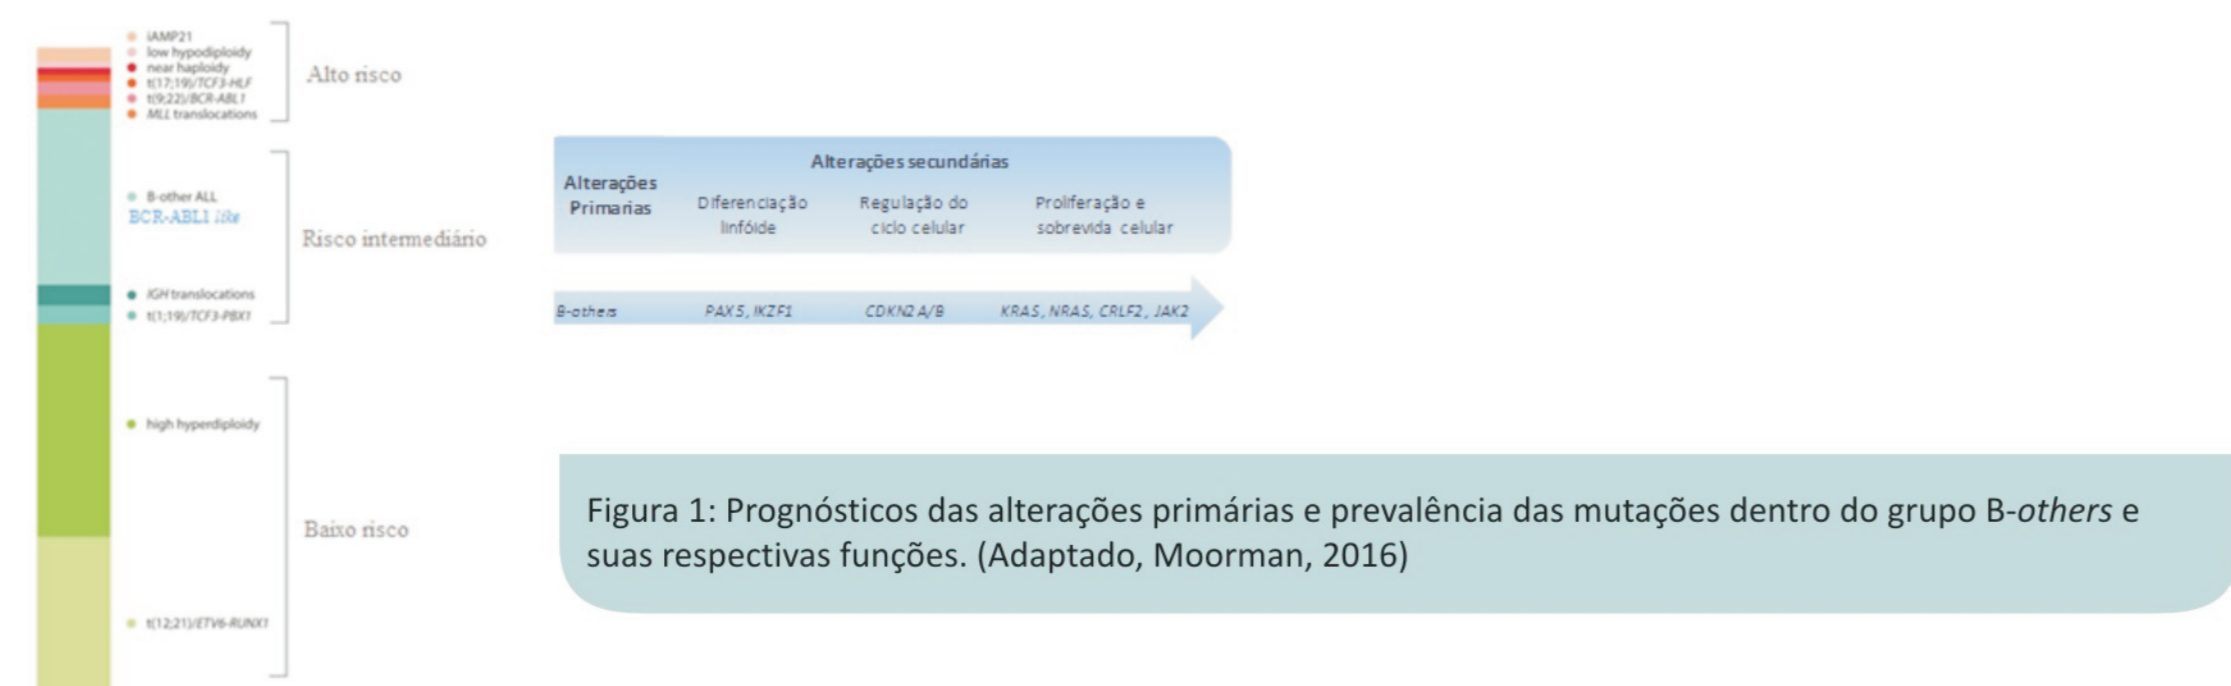 iAMP21
low hypodiploidy
near haploidy
t(17;19)/TCF3-HLF
t(9;22)/BCR-ABL1
MLL translocations
Alto risco
B-other ALL
BCR-ABL1 like
Risco intermediário
IGH translocations
t(1;19)/TCF3-PBX1
high hyperdiploidy
Baixo risco
t(12;21)/ETV6-RUNX1
Alterações
Primarias
Alterações secundárias
Diferenciação
linfóide
Regulação do
ciclo celular
Proliferação e
sobrevida celular
B-others
PAX5, IKZF1
CDKN2A/B
KRAS, NRAS, CRLF2, JAK2
Figura 1: Prognósticos das alterações primárias e prevalência das mutações dentro do grupo B-others e
suas respectivas funções. (Adaptado, Moorman, 2016)